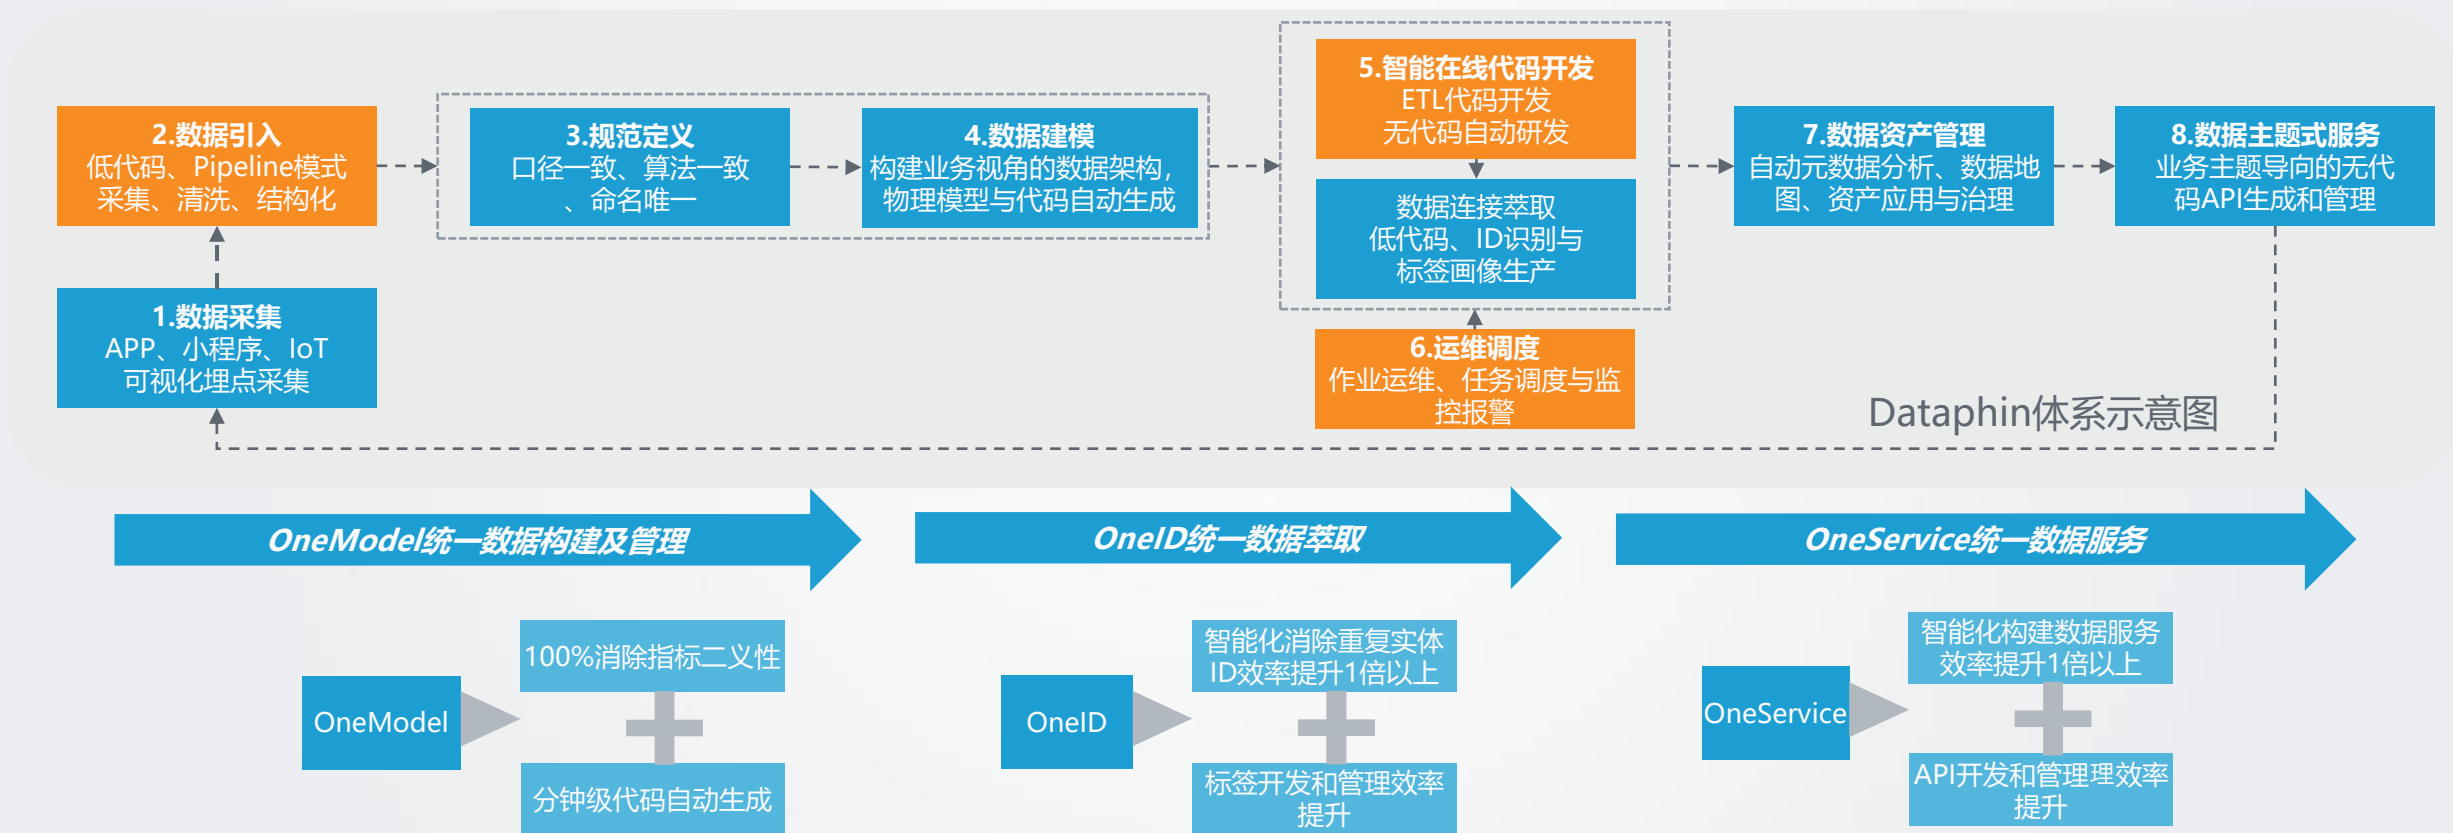 2.数据引入
低代码、Pipeline模式
采集、清洗、结构化
1.数据采集
APP、小程序、IoT
可视化埋点采集
3.规范定义
口径一致、算法一致
、命名唯一
4.数据建模
构建业务视角的数据架构,
物理模型与代码自动生成
5.智能在线代码开发
ETL代码开发
无代码自动研发
数据连接萃取
低代码、ID识别与
标签画像生产
6.运维调度
作业运维、任务调度与监
控报警
7.数据资产管理
自动元数据分析、数据地
图、资产应用与治理
8.数据主题式服务
业务主题导向的无代
码API生成和管理
Dataphin体系示意图
OneModel统一数据构建及管理
OneID统一数据萃取
OneService统一数据服务
OneModel
100%消除指标二义性
分钟级代码自动生成
OneID
智能化消除重复实体
ID效率提升1倍以上
标签开发和管理效率
提升
OneService
智能化构建数据服务
效率提升1倍以上
API开发和管理理效率
提升